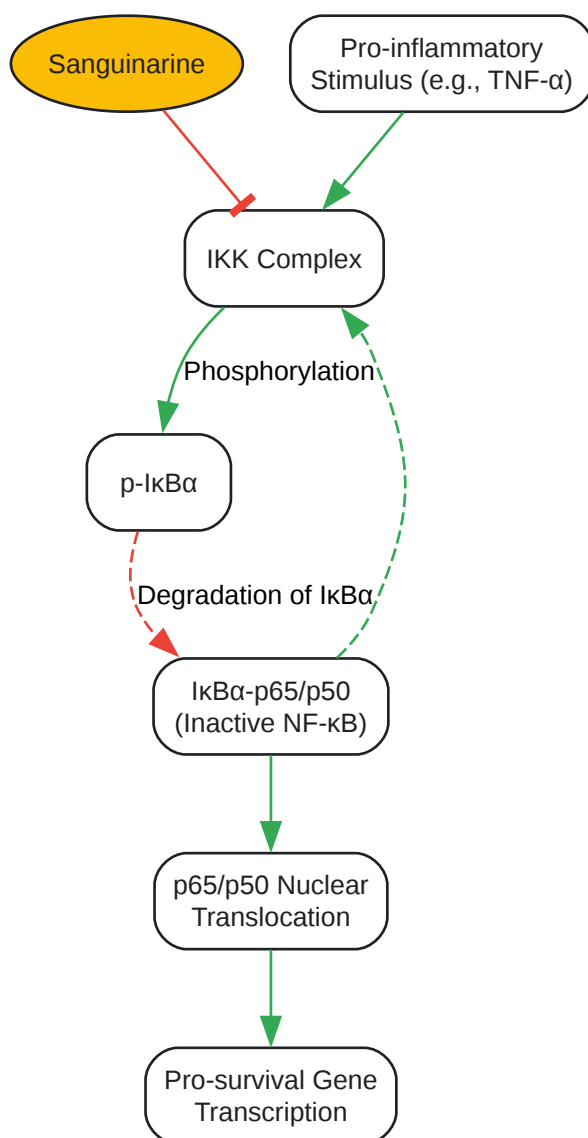 Sanguinarine
Pro-inflammatory
Stimulus (e.g., TNF-α)
IKK Complex
Phosphorylation
p-IκBα
Degradation of IκBα
IκBα-p65/p50
(Inactive NF-κB)
p65/p50 Nuclear
Translocation
Pro-survival Gene
Transcription